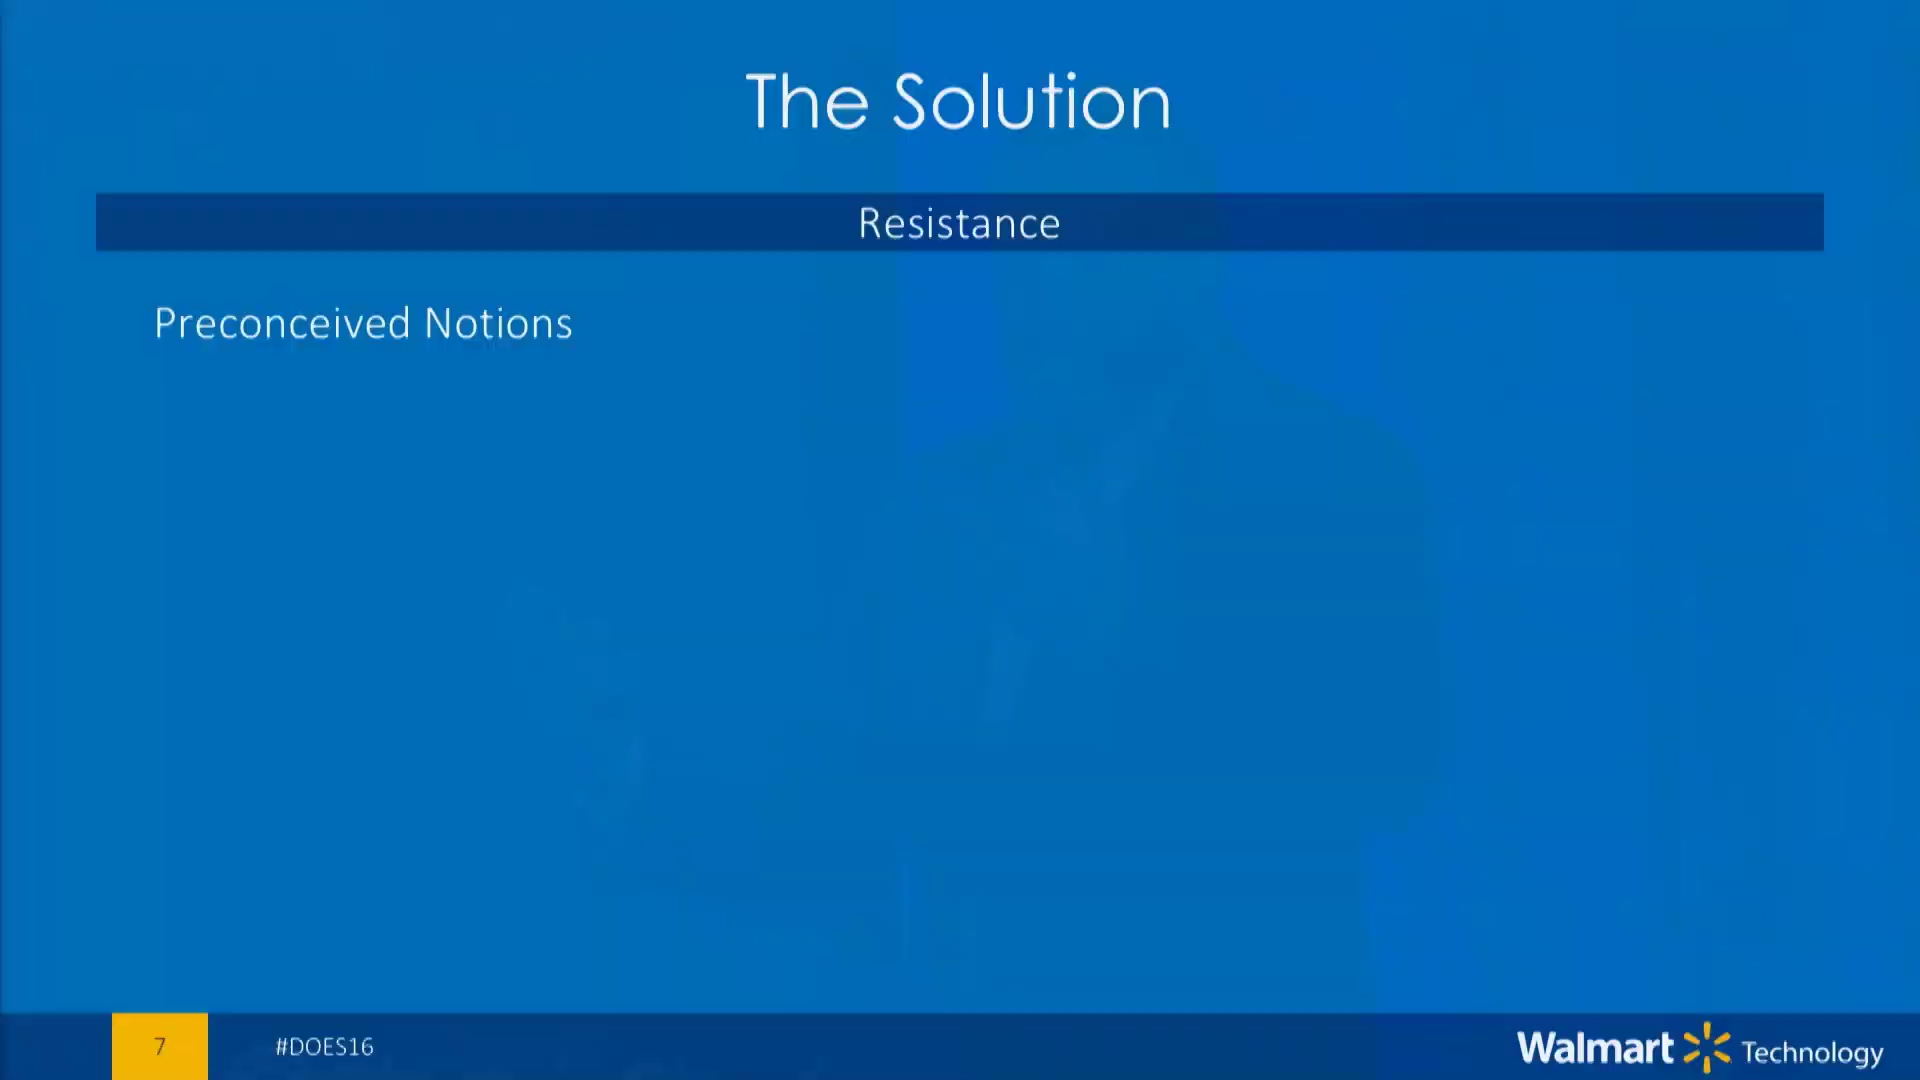 The Solution
Resistance
Preconceived Notions
7
#DOES16
Walmart Technology